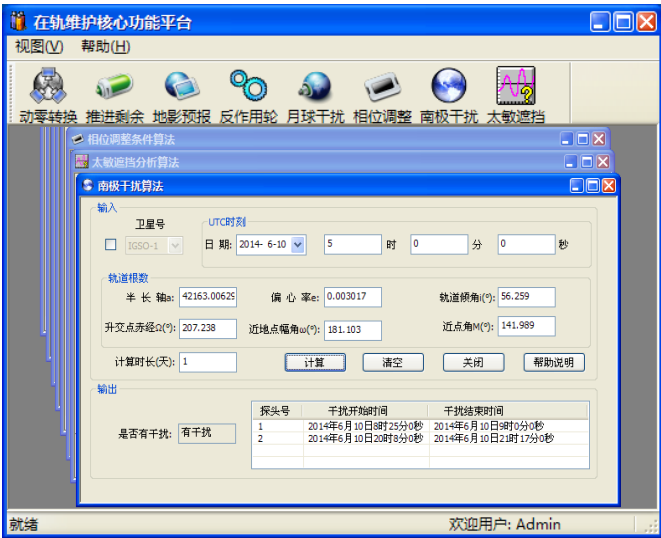 在轨维护核心功能平台
视图(V) 帮助(H)
动零转换 推进剩余 地影预报 反作用轮 月球干扰 相位调整 南极干扰 太敏遮挡
相位调整条件算法
太敏遮挡分析算法
南极干扰算法
输入
卫星号 UTC时刻
IGSO-1 日 期: 2014- 6-10 5 时 0 分 0 秒
轨道根数
半 长 轴a: 42163.00629 偏 心 率e: 0.003017 轨道倾角i(°): 56.259
升交点赤经Ω(°): 207.238 近地点幅角ω(°): 181.103 近点角M(°): 141.989
计算时长(天): 1 计算 清空 关闭 帮助说明
输出
探头号 干扰开始时间 干扰结束时间
1 2014年6月10日8时25分0秒 2014年6月10日9时0分0秒
2 2014年6月10日20时8分0秒 2014年6月10日21时17分0秒
是否有干扰: 有干扰
就绪 欢迎用户: Admin